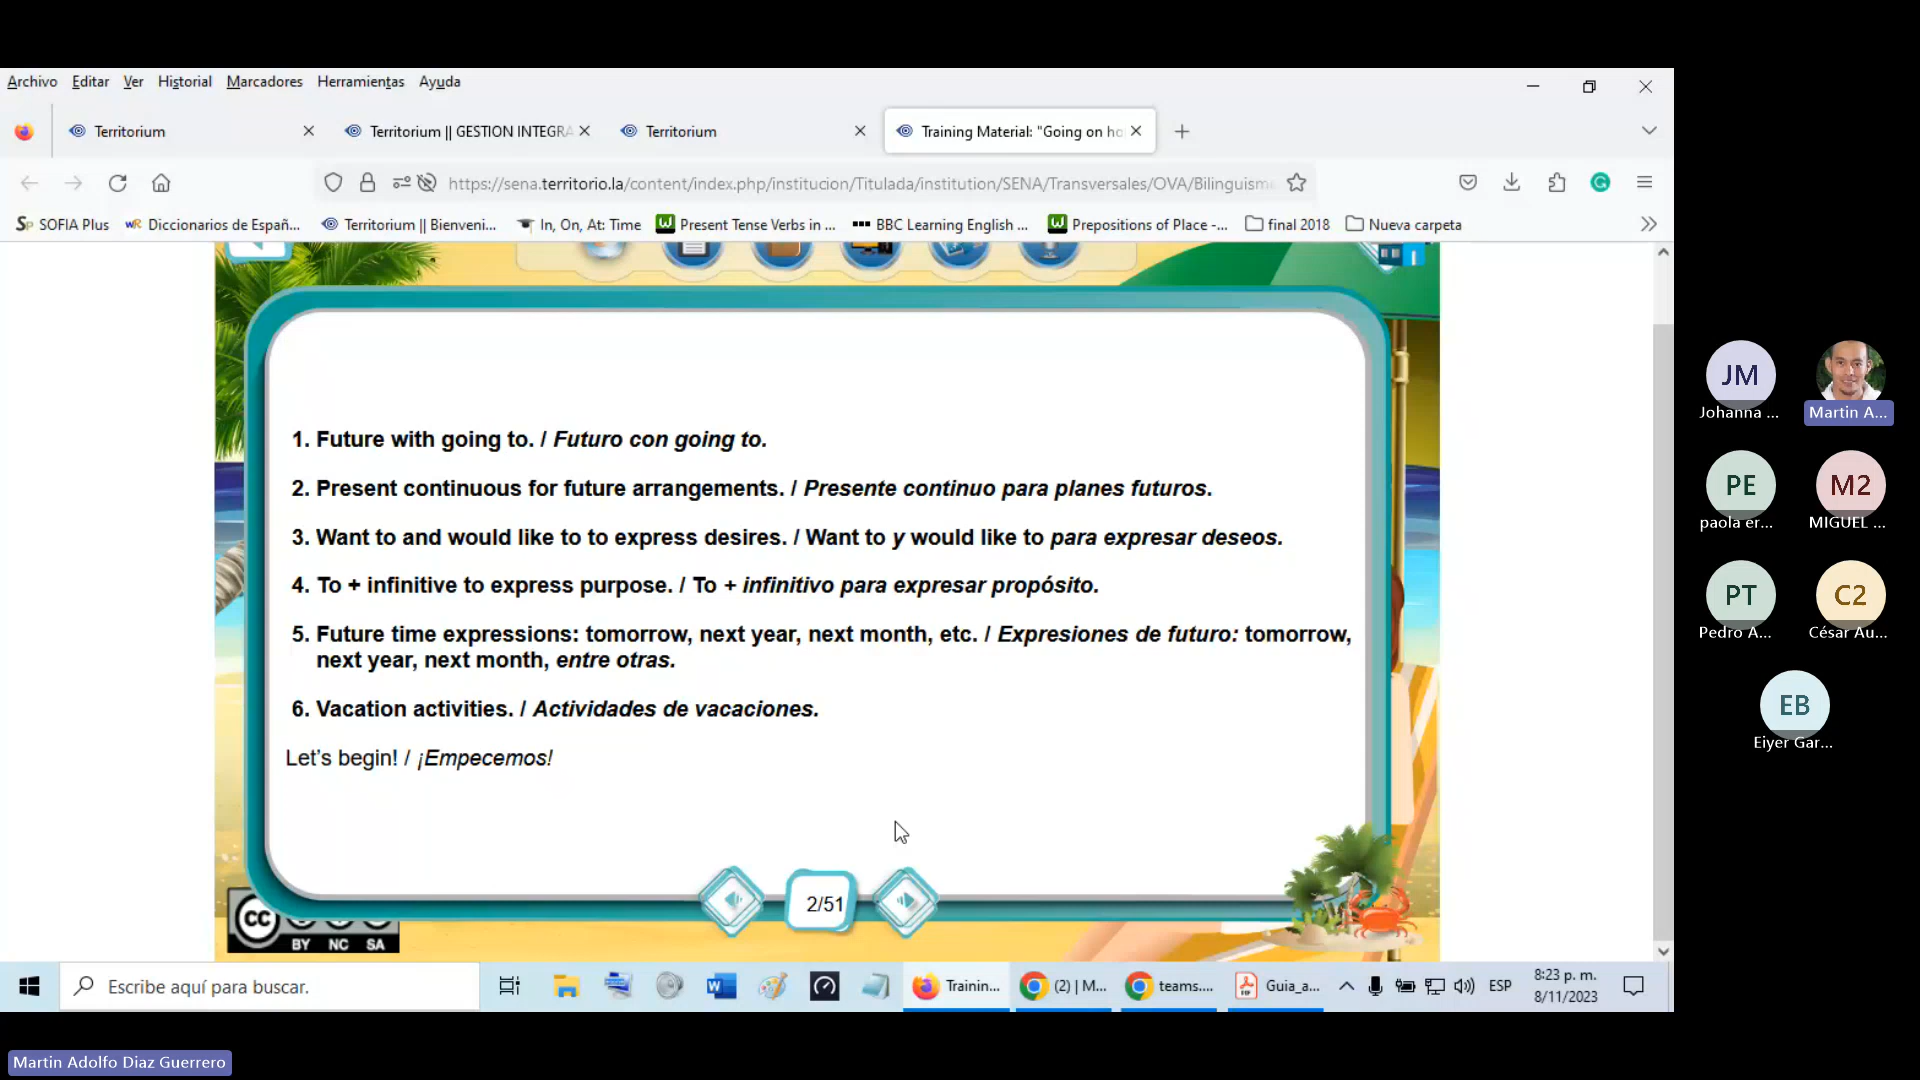 Archivo Editar Ver Historial Marcadores Herramientas Ayuda
Territorium
Territorium || GESTION INTEGRA
Territorium
Training Material: "Going on ho
https://sena.territorio.la/content/index.php/institucion/Titulada/institution/SENA/Transversales/OVA/Bilinguism
SOFIA Plus
Diccionarios de Españ...
Territorium || Bienveni...
In, On, At: Time
Present Tense Verbs in ...
BBC Learning English ...
Prepositions of Place -...
final 2018
Nueva carpeta
1. Future with going to. / Futuro con going to.
2. Present continuous for future arrangements. / Presente continuo para planes futuros.
3. Want to and would like to to express desires. / Want to y would like to para expresar deseos.
4. To + infinitive to express purpose. / To + infinitivo para expresar propósito.
5. Future time expressions: tomorrow, next year, next month, etc. / Expresiones de futuro: tomorrow,
next year, next month, entre otras.
6. Vacation activities. / Actividades de vacaciones.
Let's begin! / ¡Empecemos!
2/51
CC
BY NC SA
Escribe aquí para buscar.
Trainin...
(2) | M...
teams....
Guia_a...
ESP
8:23 p. m.
8/11/2023
JM
Johanna ...
Martin A...
PE
paola er...
M2
MIGUEL ...
PT
Pedro A...
C2
César Au...
EB
Eiyer Gar...
Martin Adolfo Diaz Guerrero